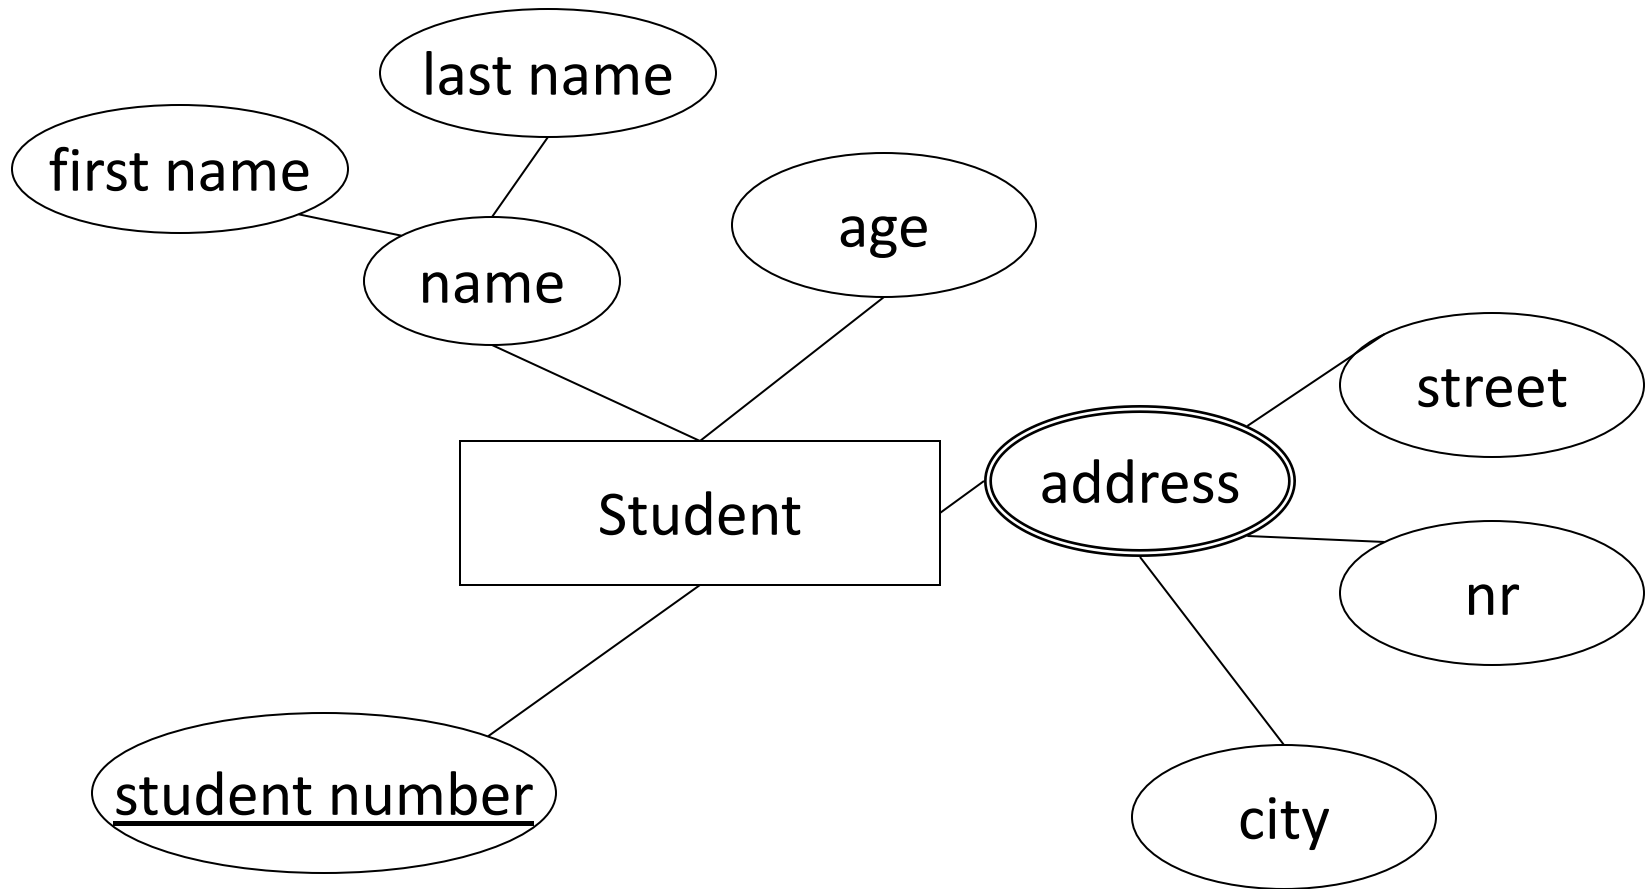 last name
first name
age
name
street
address
Student
nr
student number
city